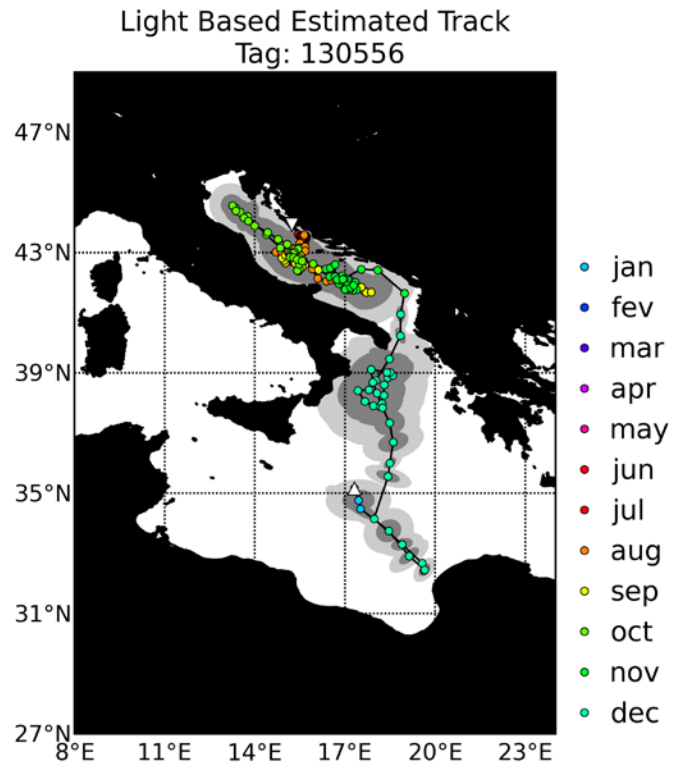 Light Based Estimated Track
Tag: 130556
47°N
43°N
39°N
35°N
31°N
27°N
8°E 11°E 14°E 17°E 20°E 23°E
jan
fev
mar
apr
may
jun
jul
aug
sep
oct
nov
dec